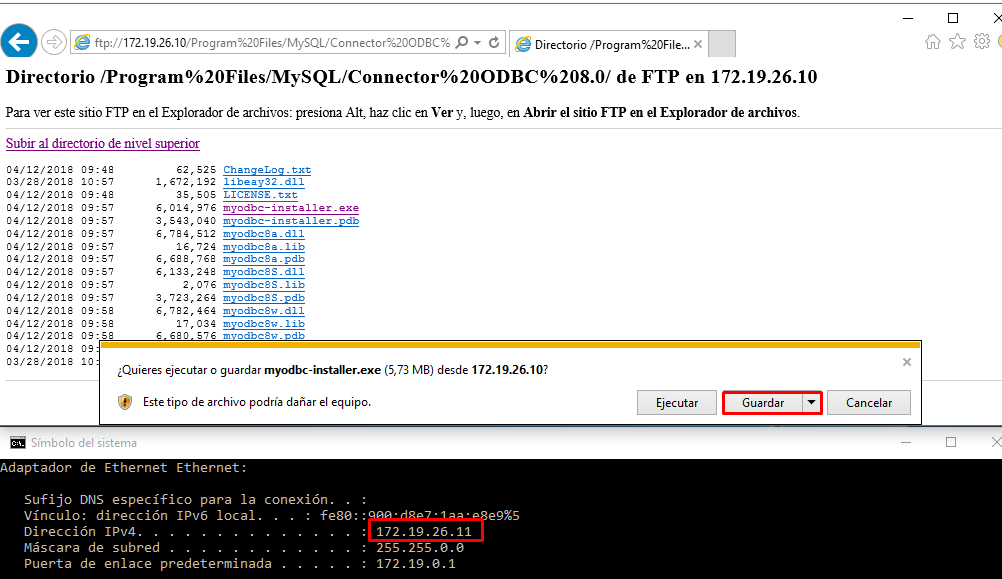 ftp://172.19.26.10/Program%20Files/MySQL/Connector%20ODBC%
Directorio /Program%20File...
Directorio /Program%20Files/MySQL/Connector%20ODBC%208.0/ de FTP en 172.19.26.10
Para ver este sitio FTP en el Explorador de archivos: presiona Alt, haz clic en Ver y, luego, en Abrir el sitio FTP en el Explorador de archivos.
Subir al directorio de nivel superior
04/12/2018 09:48 62,525 ChangeLog.txt
03/28/2018 10:57 1,672,192 libeay32.dll
04/12/2018 09:48 35,505 LICENSE.txt
04/12/2018 09:57 6,014,976 myodbc-installer.exe
04/12/2018 09:57 3,543,040 myodbc-installer.pdb
04/12/2018 09:57 6,784,512 myodbc8a.dll
04/12/2018 09:57 16,724 myodbc8a.lib
04/12/2018 09:57 6,688,768 myodbc8a.pdb
04/12/2018 09:57 6,133,248 myodbc8S.dll
04/12/2018 09:57 2,076 myodbc8S.lib
04/12/2018 09:57 3,723,264 myodbc8S.pdb
04/12/2018 09:58 6,782,464 myodbc8w.dll
04/12/2018 09:58 17,034 myodbc8w.lib
04/12/2018 09:58 6,680,576 myodbc8w.pdb
04/12/2018 09:
03/28/2018 10:
¿Quieres ejecutar o guardar myodbc-installer.exe (5,73 MB) desde 172.19.26.10?
Este tipo de archivo podría dañar el equipo.
Ejecutar
Guardar
Cancelar
Símbolo del sistema
Adaptador de Ethernet Ethernet:
Sufijo DNS específico para la conexión. . :
Vínculo: dirección IPv6 local. . . : fe80::900:d8e7:1aa:e8e9%5
Dirección IPv4. . . . . . . . . . . . . . : 172.19.26.11
Máscara de subred . . . . . . . . . . . . : 255.255.0.0
Puerta de enlace predeterminada . . . . . : 172.19.0.1